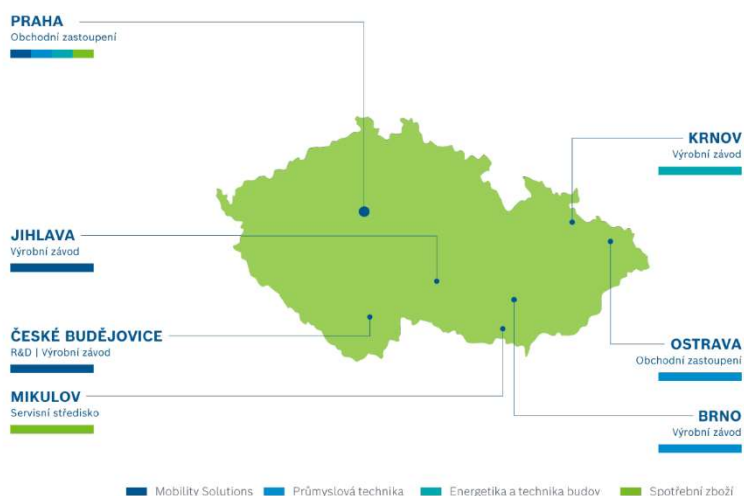 PRAHA
Obchodní zastoupení
KRNOV
Výrobní závod
JIHLAVA
Výrobní závod
ČESKÉ BUDĚJOVICE
R&D | Výrobní závod
OSTRAVA
Obchodní zastoupení
MIKULOV
Servisní středisko
BRNO
Výrobní závod
Mobility Solutions Průmyslová technika Energetika a technika budov Spotřební zboží